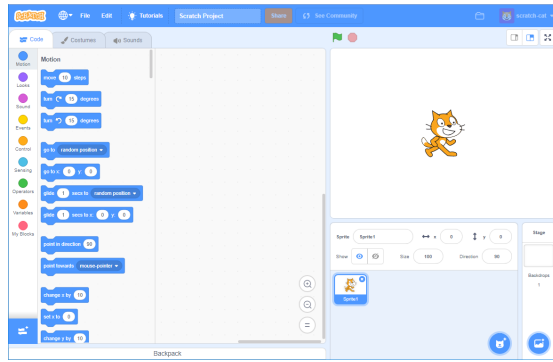 SCRATCH File Edit Tutorials Scratch Project Share See Community scratch-cat
Code Costumes Sounds
Motion
Looks
Sound
Events
Control
Sensing
Operators
Variables
My Blocks
Motion
move 10 steps
turn 15 degrees
turn 15 degrees
go to random position
go to x: 0 y: 0
glide 1 secs to random position
glide 1 secs to x: 0 y: 0
point in direction 90
point towards mouse-pointer
change x by 10
set x to 0
change y by 10
Backpack
Sprite Sprite1 x 0 y 0
Show Size 100 Direction 90
Sprite1
Stage
Backdrops